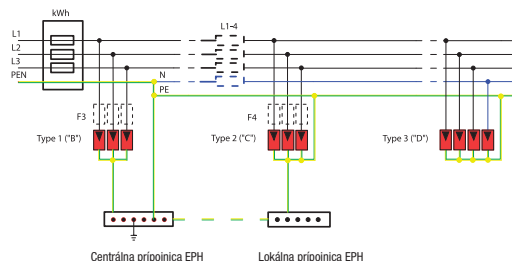 kWh
L1
L2
L3
PEN
L1-4
N
PE
F3
F4
Type 1 ("B")
Type 2 ("C")
Type 3 ("D")
Centrálna prípojnica EPH
Lokálna prípojnica EPH